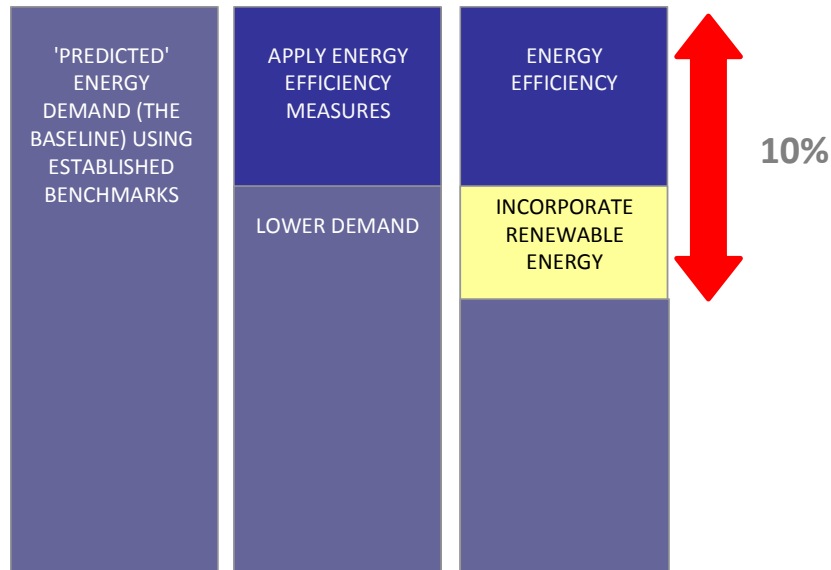 'PREDICTED'
ENERGY
DEMAND (THE
BASELINE) USING
ESTABLISHED
BENCHMARKS
APPLY ENERGY
EFFICIENCY
MEASURES
LOWER DEMAND
ENERGY
EFFICIENCY
INCORPORATE
RENEWABLE
ENERGY
10%